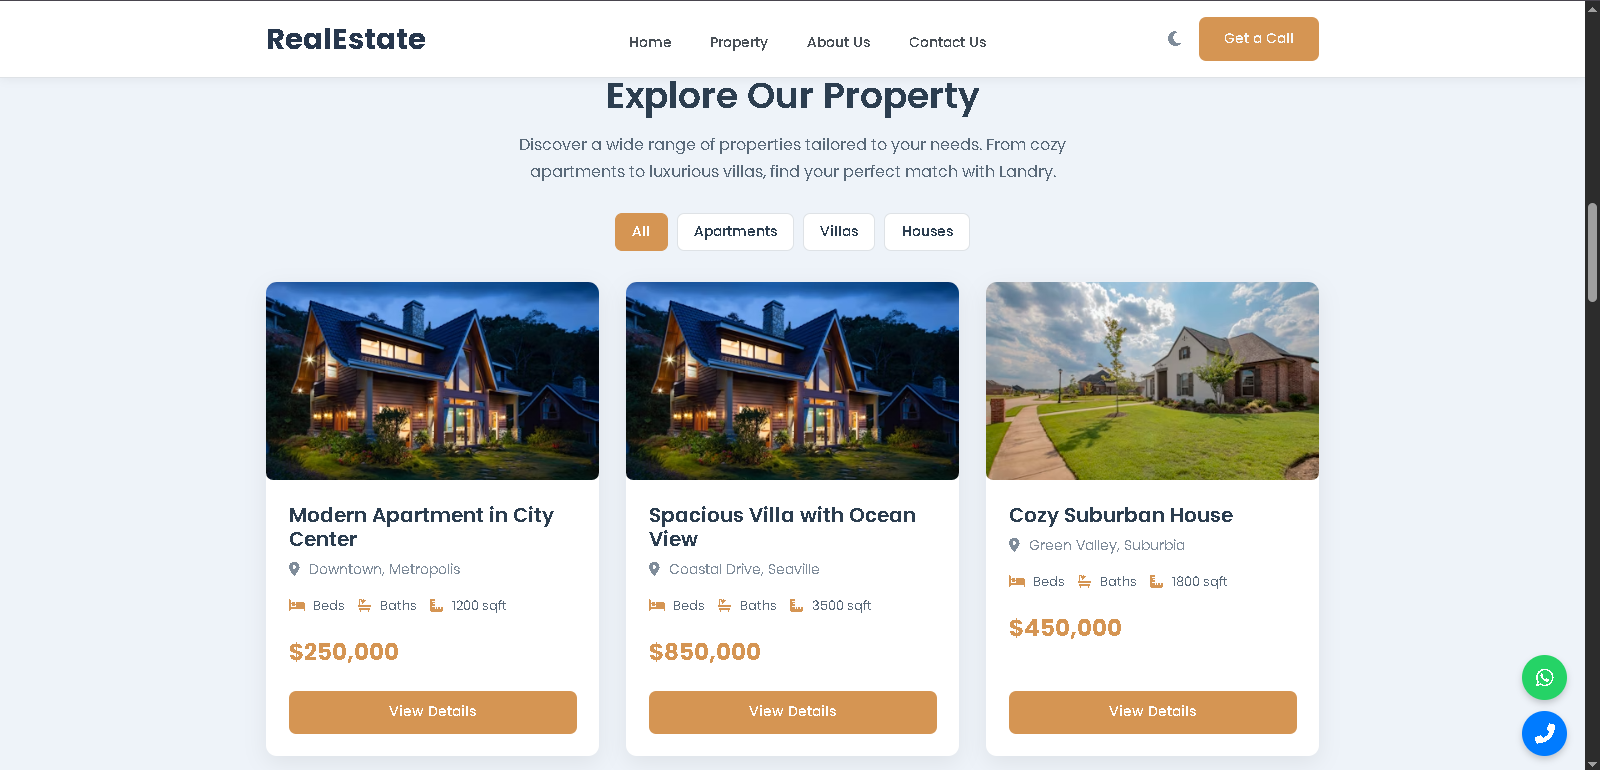 RealEstate
Home Property About Us Contact Us
Get a Call
Explore Our Property
Discover a wide range of properties tailored to your needs. From cozy
apartments to luxurious villas, find your perfect match with Landry.
All Apartments Villas Houses
Modern Apartment in City
Center
Downtown, Metropolis
Beds Baths 1200 sqft
$250,000
View Details
Spacious Villa with Ocean
View
Coastal Drive, Seaville
Beds Baths 3500 sqft
$850,000
View Details
Cozy Suburban House
Green Valley, Suburbia
Beds Baths 1800 sqft
$450,000
View Details